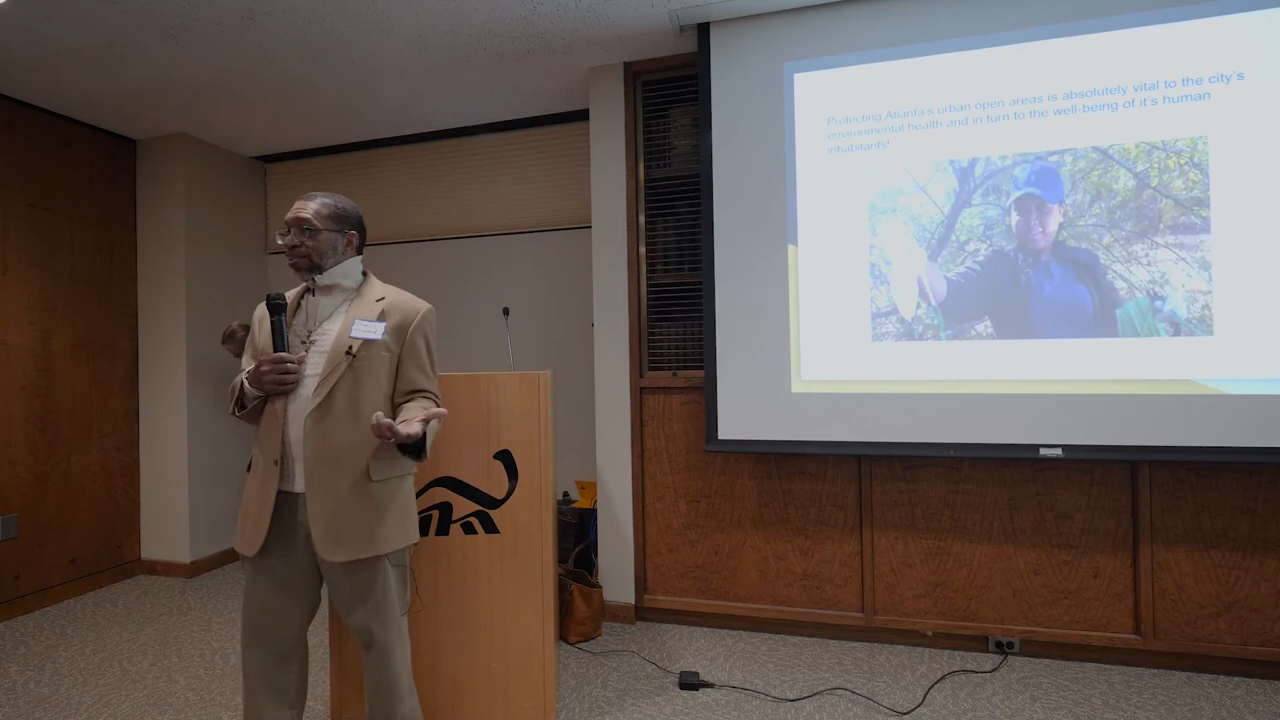 Protecting Atlanta's urban open areas is absolutely vital to the city's
environmental health and in turn to the well-being of it's human
inhabitants!